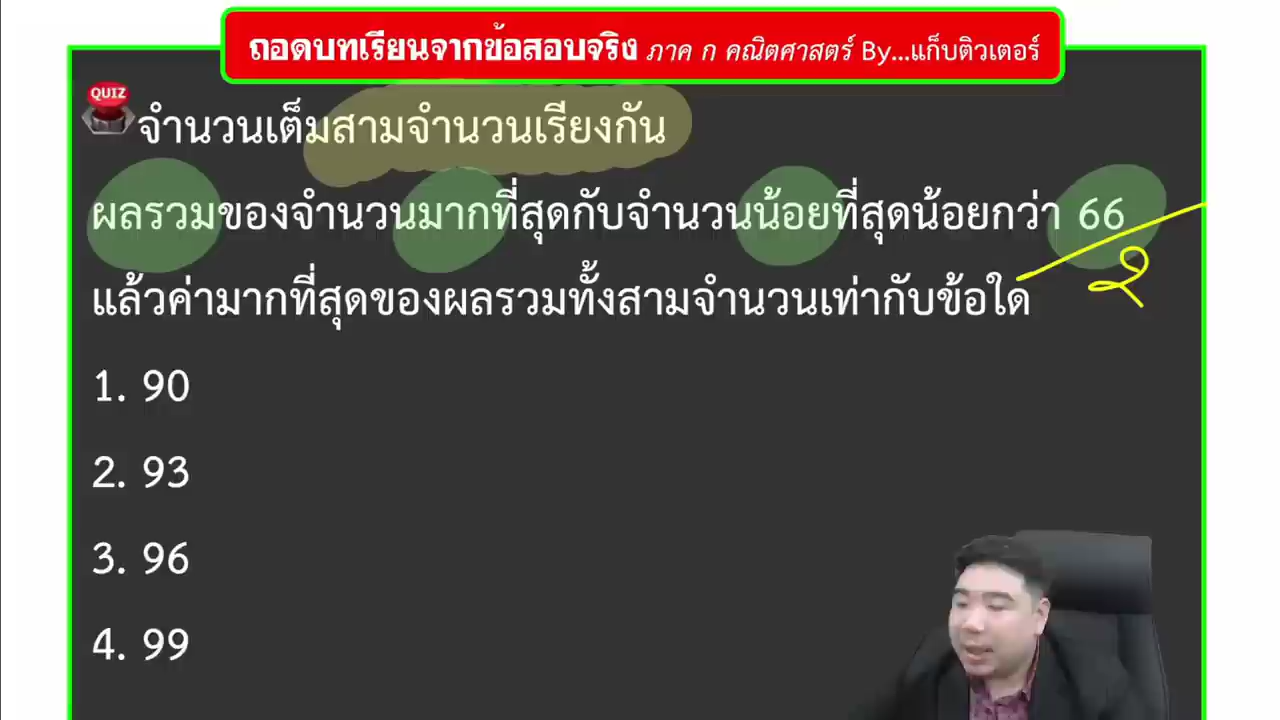 ถอดบทเรียนจากข้อสอบจริง ภาค ก คณิตศาสตร์ By...แก็บติวเตอร์
QUIZ
จำนวนเต็มสามจำนวนเรียงกัน
ผลรวมของจำนวนมากที่สุดกับจำนวนน้อยที่สุดน้อยกว่า 66
2
แล้วค่ามากที่สุดของผลรวมทั้งสามจำนวนเท่ากับข้อใด
1. 90
2. 93
3. 96
4. 99